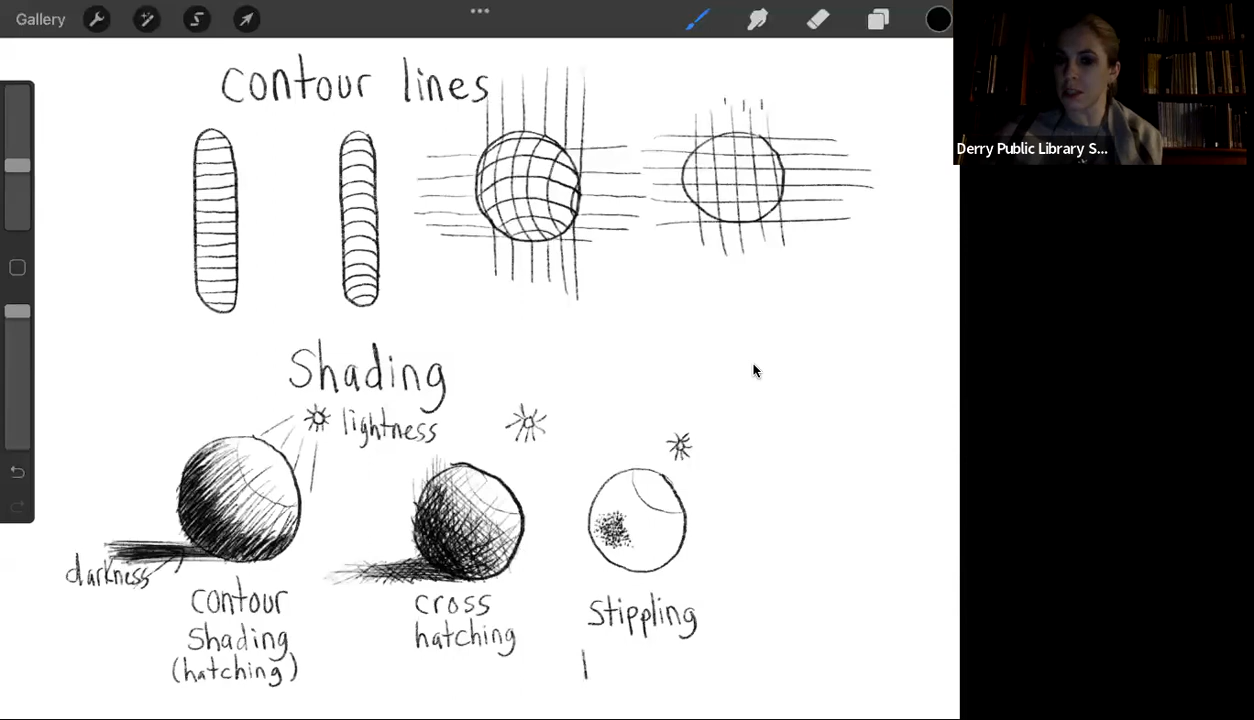 Gallery
contour lines
Derry Public Library S...
Shading
lightness
darkness
contour
Shading
(hatching)
cross
hatching
stippling